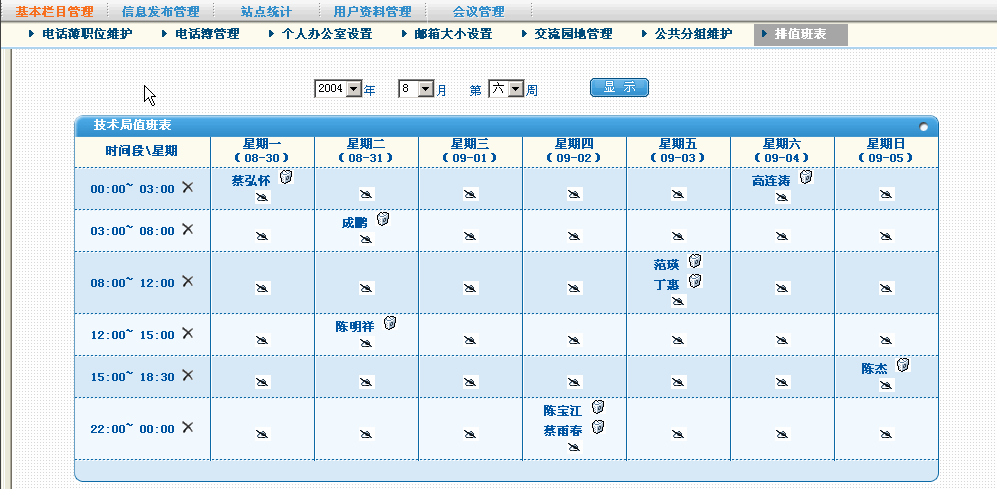 基本栏目管理 信息发布管理 站点统计 用户资料管理 会议管理
电话薄职位维护 电话簿管理 个人办公室设置 邮箱大小设置 交流园地管理 公共分组维护 排值班表
2004 年 8 月 第 六 周 显 示
技术局值班表
时间段\星期 星期一 星期二 星期三 星期四 星期五 星期六 星期日
(08-30) (08-31) (09-01) (09-02) (09-03) (09-04) (09-05)
00:00~ 03:00 蔡弘怀 高连涛
03:00~ 08:00 成鹏
08:00~ 12:00 范瑛
丁惠
12:00~ 15:00 陈明祥
15:00~ 18:30 陈杰
22:00~ 00:00 陈宝江
蔡雨春